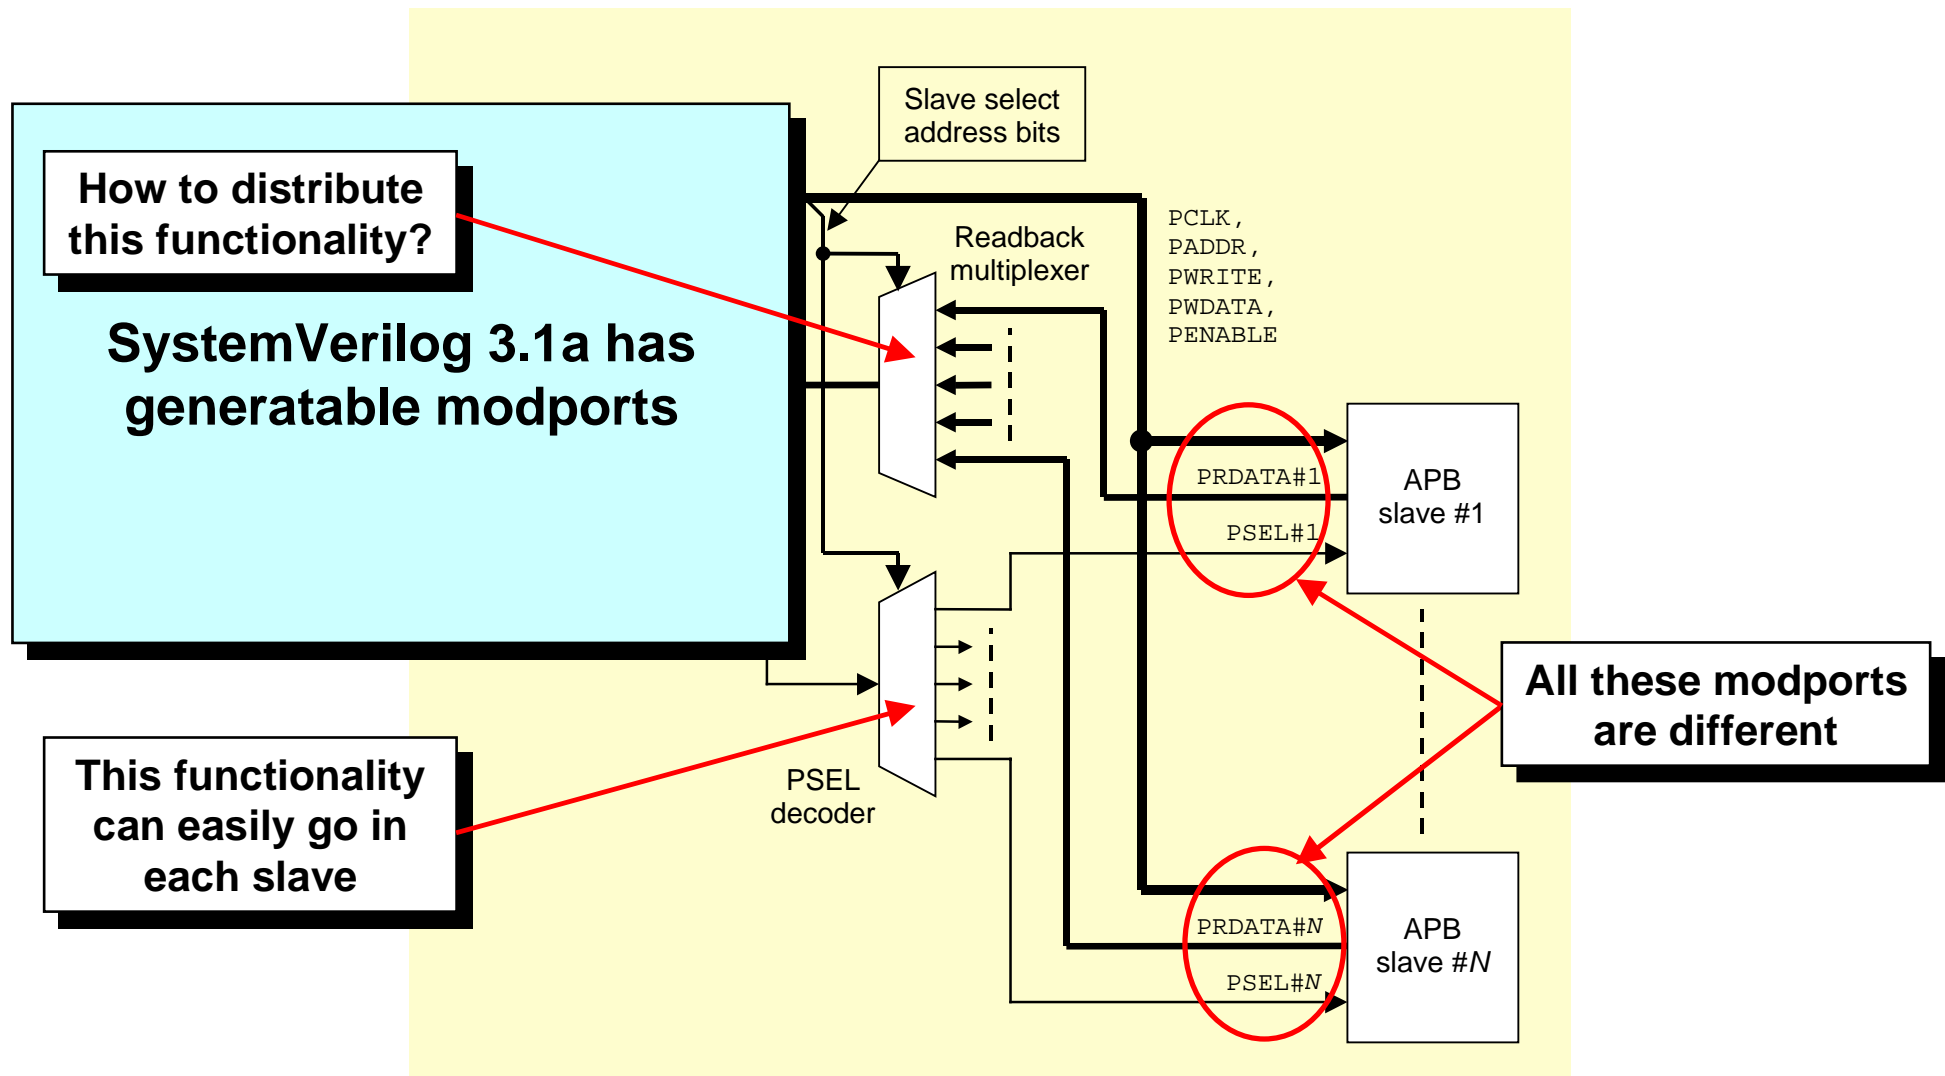 Slave select
address bits
How to distribute
this functionality?
SystemVerilog 3.1a has
generatable modports
Readback
multiplexer
PCLK,
PADDR,
PWRITE,
PWDATA,
PENABLE
PRDATA#1
PSEL#1
APB
slave #1
All these modports
are different
This functionality
can easily go in
each slave
PSEL
decoder
PRDATA#N
PSEL#N
APB
slave #N